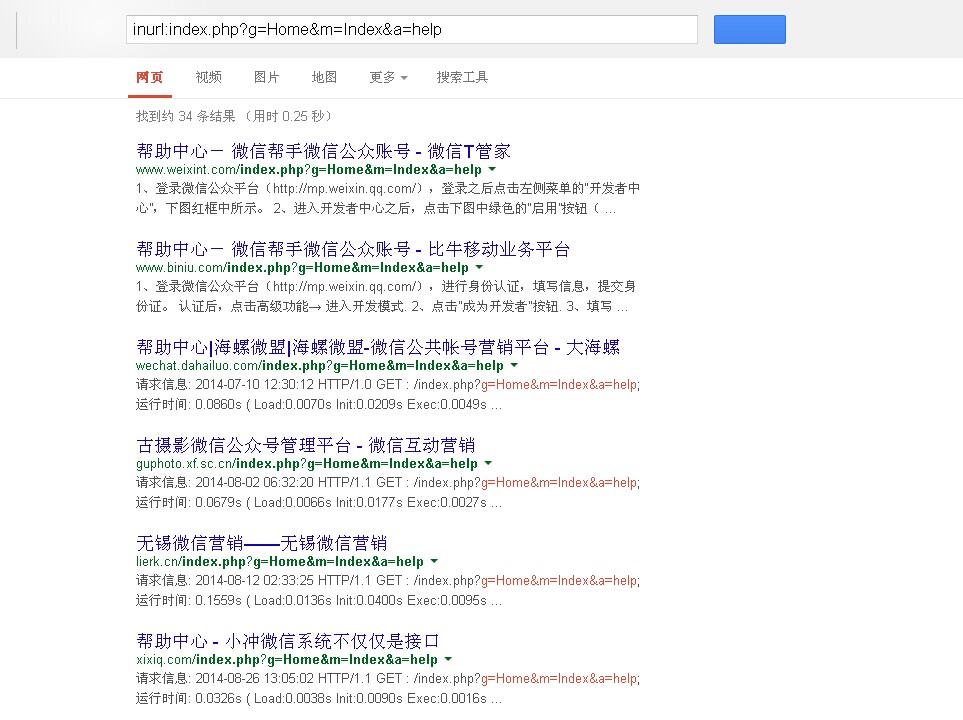 inurl:index.php?g=Home&m=Index&a=help
网页 视频 图片 地图 更多 搜索工具
找到约 34 条结果 （用时 0.25 秒）
帮助中心－ 微信帮手微信公众账号 - 微信T管家
www.weixint.com/index.php?g=Home&m=Index&a=help
1、登录微信公众平台（http://mp.weixin.qq.com/），登录之后点击左侧菜单的"开发者中
心"，下图红框中所示。 2、进入开发者中心之后，点击下图中绿色的"启用"按钮（ ...
帮助中心－ 微信帮手微信公众账号 - 比牛移动业务平台
www.biniu.com/index.php?g=Home&m=Index&a=help
1、登录微信公众平台（http://mp.weixin.qq.com/），进行身份认证，填写信息，提交身
份证。 认证后，点击高级功能→ 进入开发模式. 2、点击"成为开发者"按钮. 3、填写 ...
帮助中心|海螺微盟|海螺微盟-微信公共帐号营销平台 - 大海螺
wechat.dahailuo.com/index.php?g=Home&m=Index&a=help
请求信息: 2014-07-10 12:30:12 HTTP/1.0 GET : /index.php?g=Home&m=Index&a=help;
运行时间: 0.0860s ( Load:0.0070s Init:0.0209s Exec:0.0049s ...
古摄影微信公众号管理平台 - 微信互动营销
guphoto.xf.sc.cn/index.php?g=Home&m=Index&a=help
请求信息: 2014-08-02 06:32:20 HTTP/1.1 GET : /index.php?g=Home&m=Index&a=help;
运行时间: 0.0679s ( Load:0.0066s Init:0.0177s Exec:0.0027s ...
无锡微信营销——无锡微信营销
lierk.cn/index.php?g=Home&m=Index&a=help
请求信息: 2014-08-12 02:33:25 HTTP/1.1 GET : /index.php?g=Home&m=Index&a=help;
运行时间: 0.1559s ( Load:0.0136s Init:0.0400s Exec:0.0095s ...
帮助中心 - 小冲微信系统不仅仅是接口
xixiq.com/index.php?g=Home&m=Index&a=help
请求信息: 2014-08-26 13:05:02 HTTP/1.1 GET : /index.php?g=Home&m=Index&a=help;
运行时间: 0.0326s ( Load:0.0038s Init:0.0090s Exec:0.0016s ...